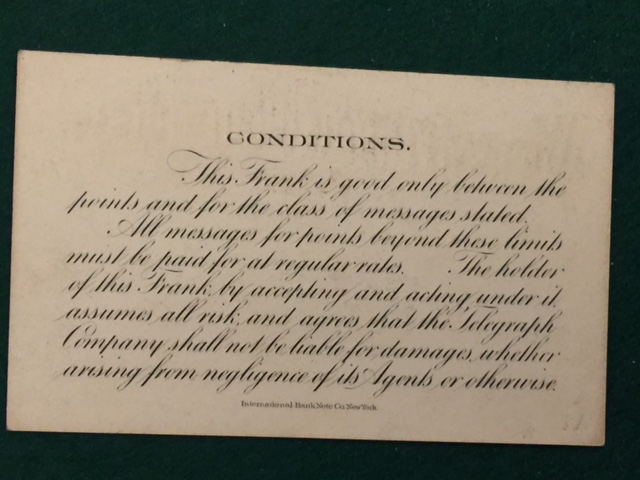 CONDITIONS.
This Frank is good only between the
points and for the class of messages stated.
All messages for points beyond these limits
must be paid for at regular rates. The holder
of this Frank, by accepting and acting under it,
assumes all risk, and agrees that the Telegraph
Company shall not be liable for damages, whether
arising from negligence of its Agents or otherwise.
International Bank Note Co. New York